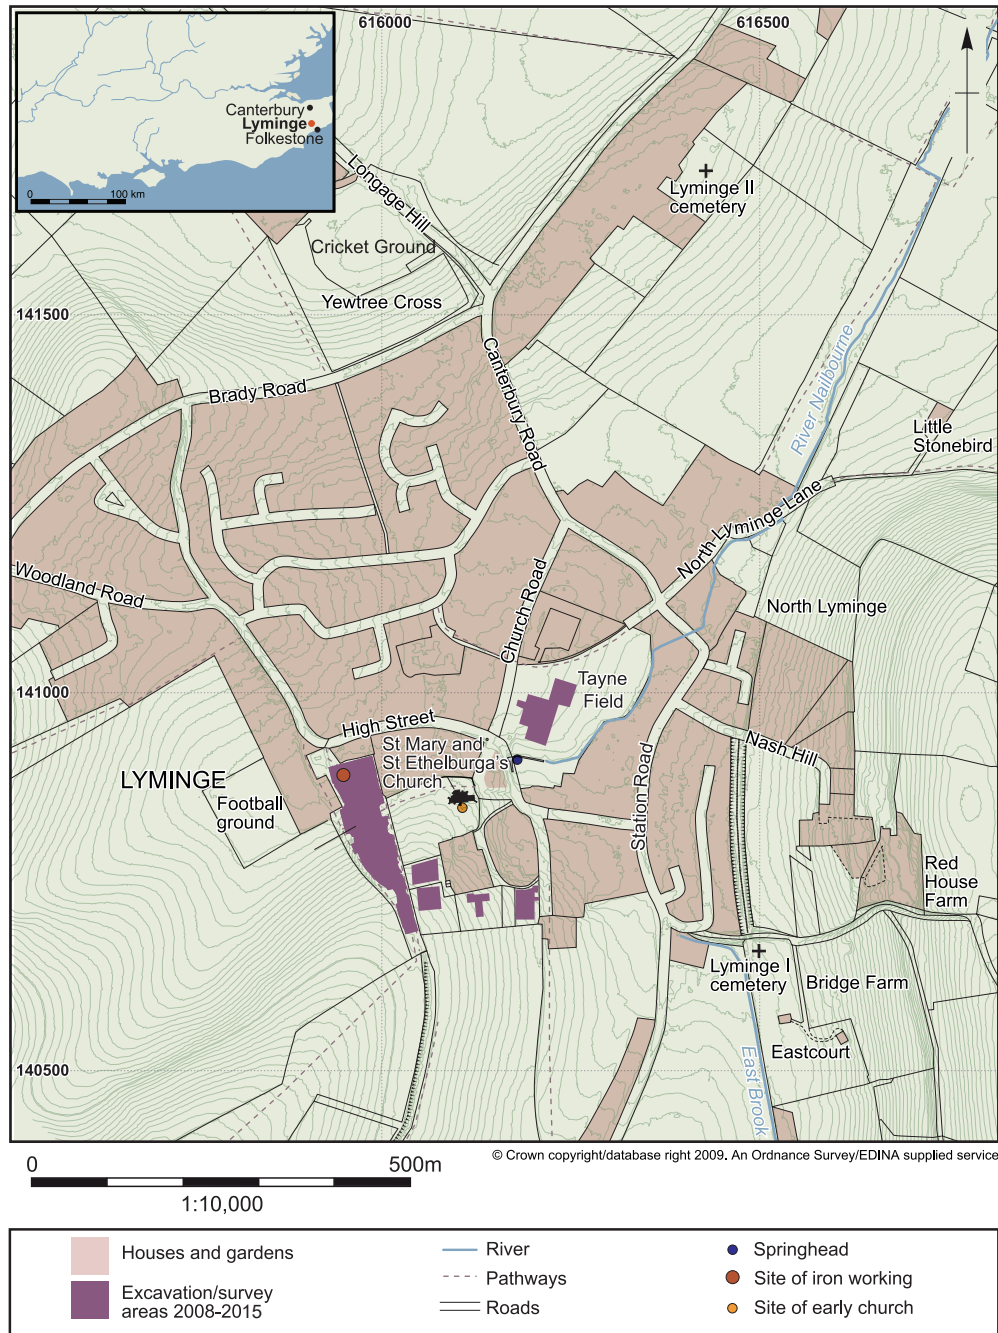 616000
616500
Canterbury
Lyminge
Folkestone
0
100 km
Longage Hill
Lyminge II
cemetery
Cricket Ground
Yewtree Cross
141500
Canterbury Road
River Nailbourne
Brady Road
Little
Stonebird
North Lyminge Lane
Woodland Road
Church Road
North Lyminge
141000
Tayne
Field
High Street
St Mary and
St Ethelburga's
Church
Nash Hill
LYMINGE
Football
ground
Station Road
Red
House
Farm
Lyminge I
cemetery
Bridge Farm
Eastcourt
East Brook
140500
0
500m
1:10,000
© Crown copyright/database right 2009. An Ordnance Survey/EDINA supplied service
Houses and gardens
Excavation/survey
areas 2008-2015
River
Pathways
Roads
Springhead
Site of iron working
Site of early church